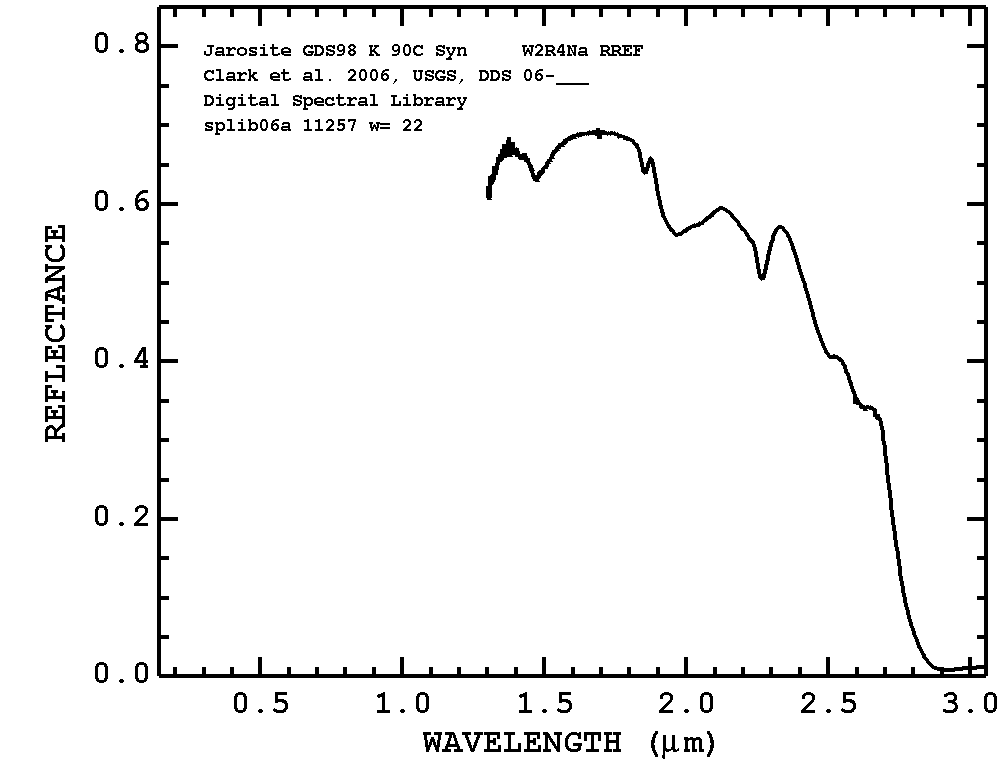 Jarosite GDS98 K 90C Syn W2R4Na RREF
Clark et al. 2006, USGS, DDS 06-___
Digital Spectral Library
splib06a 11257 w= 22
0.8
0.6
0.4
0.2
0.0
REFLECTANCE
0.5 1.0 1.5 2.0 2.5 3.0
WAVELENGTH (μm)